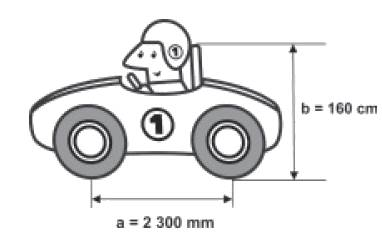 1
b = 160 cm
1
a = 2 300 mm